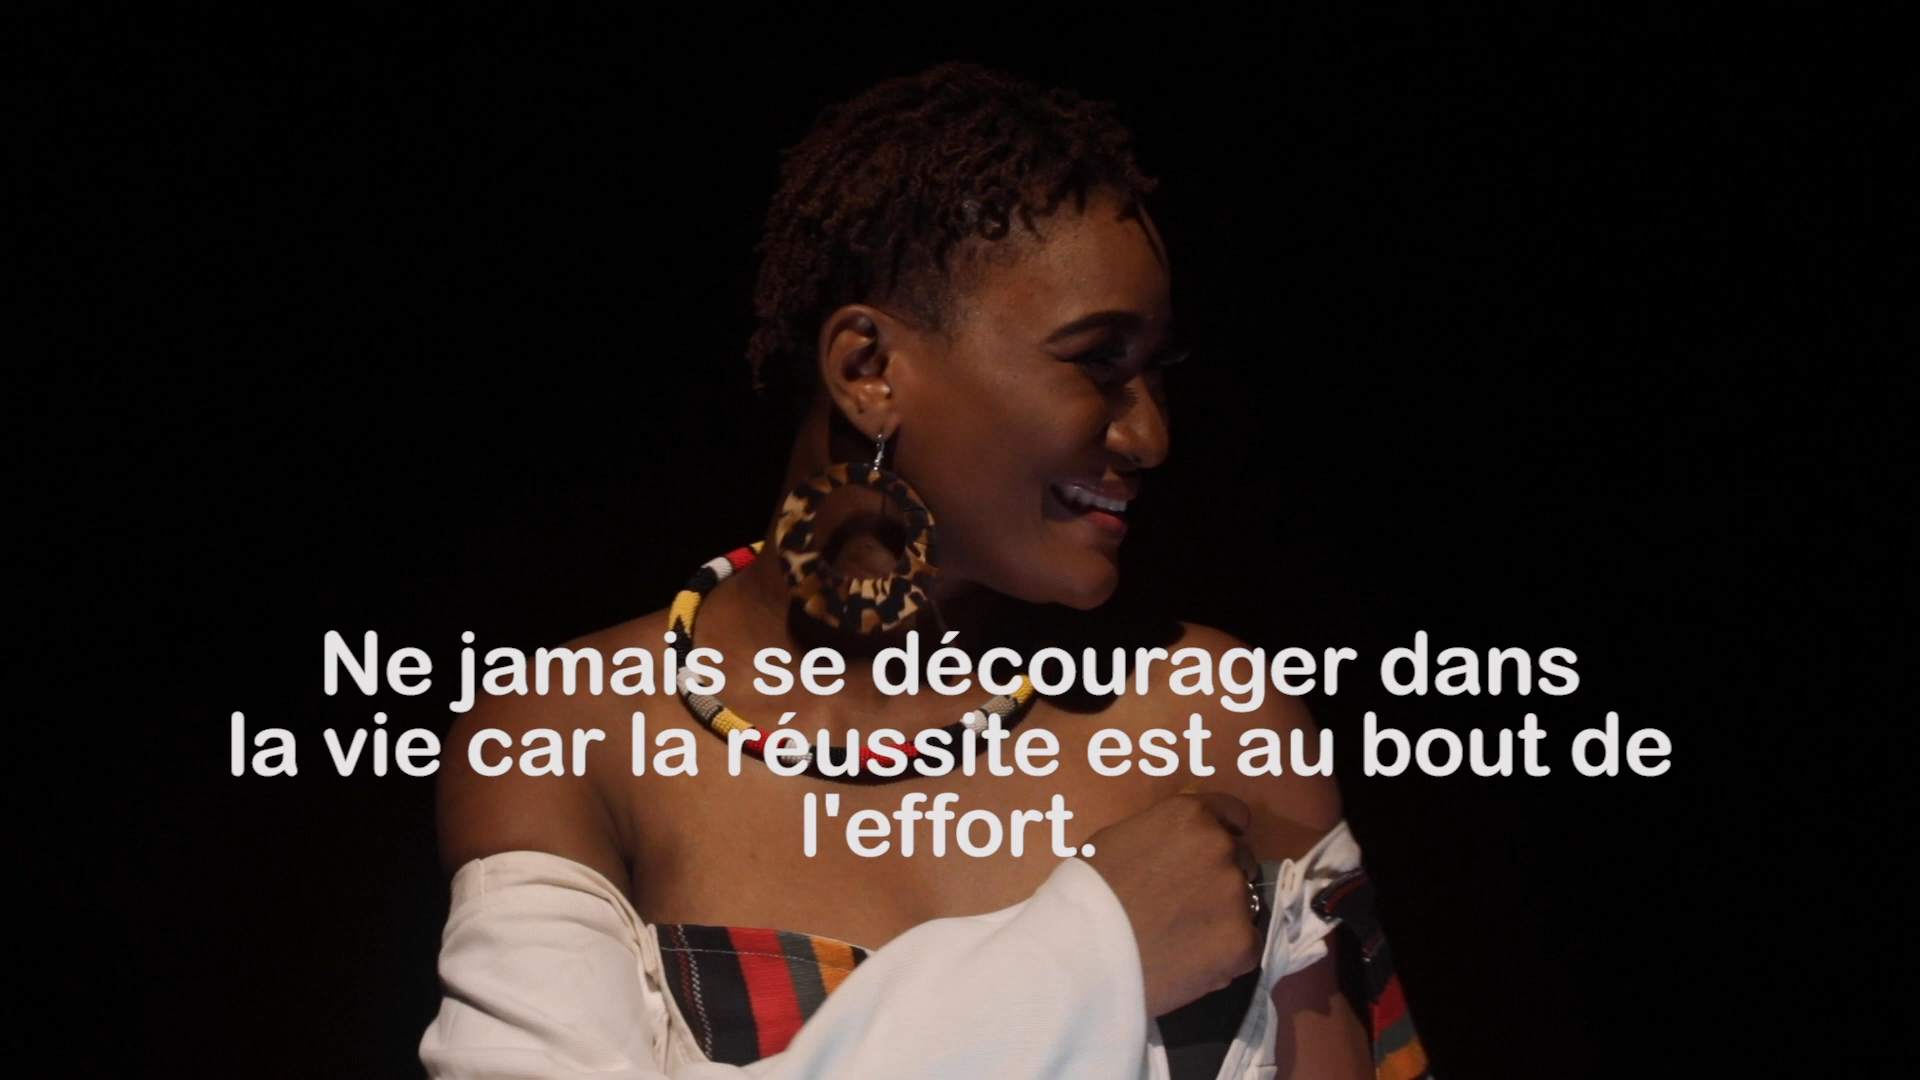 Ne jamais se décourager dans
la vie car la réussite est au bout de
l'effort.